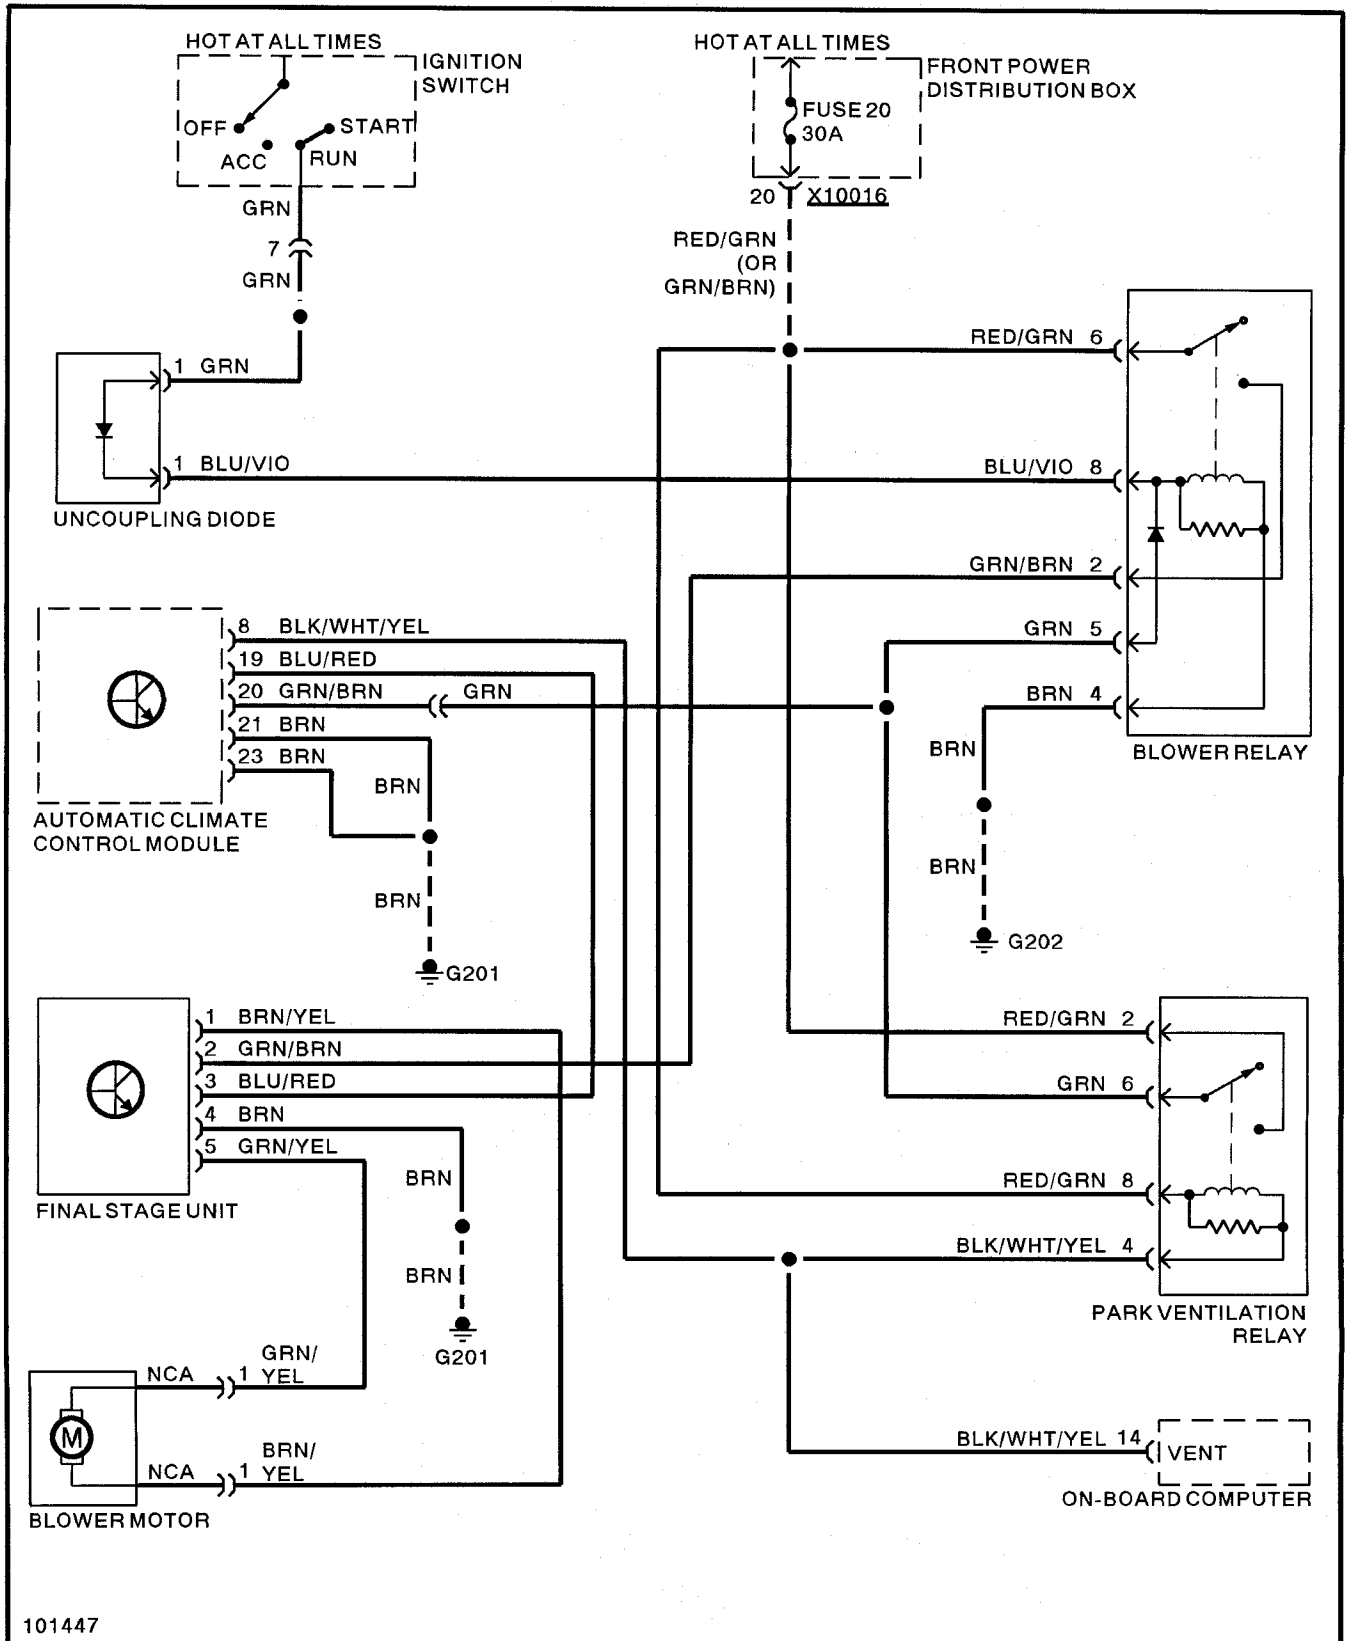 HOT AT ALL TIMES
IGNITION
SWITCH
OFF
ACC
START
RUN
GRN
7
GRN
HOT AT ALL TIMES
FRONT POWER
DISTRIBUTION BOX
FUSE 20
30A
20 X10016
RED/GRN
(OR
GRN/BRN)
1 GRN
1 BLU/VIO
UNCOUPLING DIODE
RED/GRN 6
BLU/VIO 8
GRN/BRN 2
GRN 5
BRN 4
BLOWER RELAY
BRN
BRN
G202
8 BLK/WHT/YEL
19 BLU/RED
20 GRN/BRN
GRN
21 BRN
23 BRN
BRN
AUTOMATIC CLIMATE
CONTROL MODULE
BRN
G201
1 BRN/YEL
2 GRN/BRN
3 BLU/RED
4 BRN
5 GRN/YEL
FINAL STAGE UNIT
BRN
BRN
G201
RED/GRN 2
GRN 6
RED/GRN 8
BLK/WHT/YEL 4
PARK VENTILATION
RELAY
NCA
1 GRN/
YEL
M
NCA
1 BRN/
YEL
BLOWER MOTOR
BLK/WHT/YEL 14
VENT
ON-BOARD COMPUTER
101447